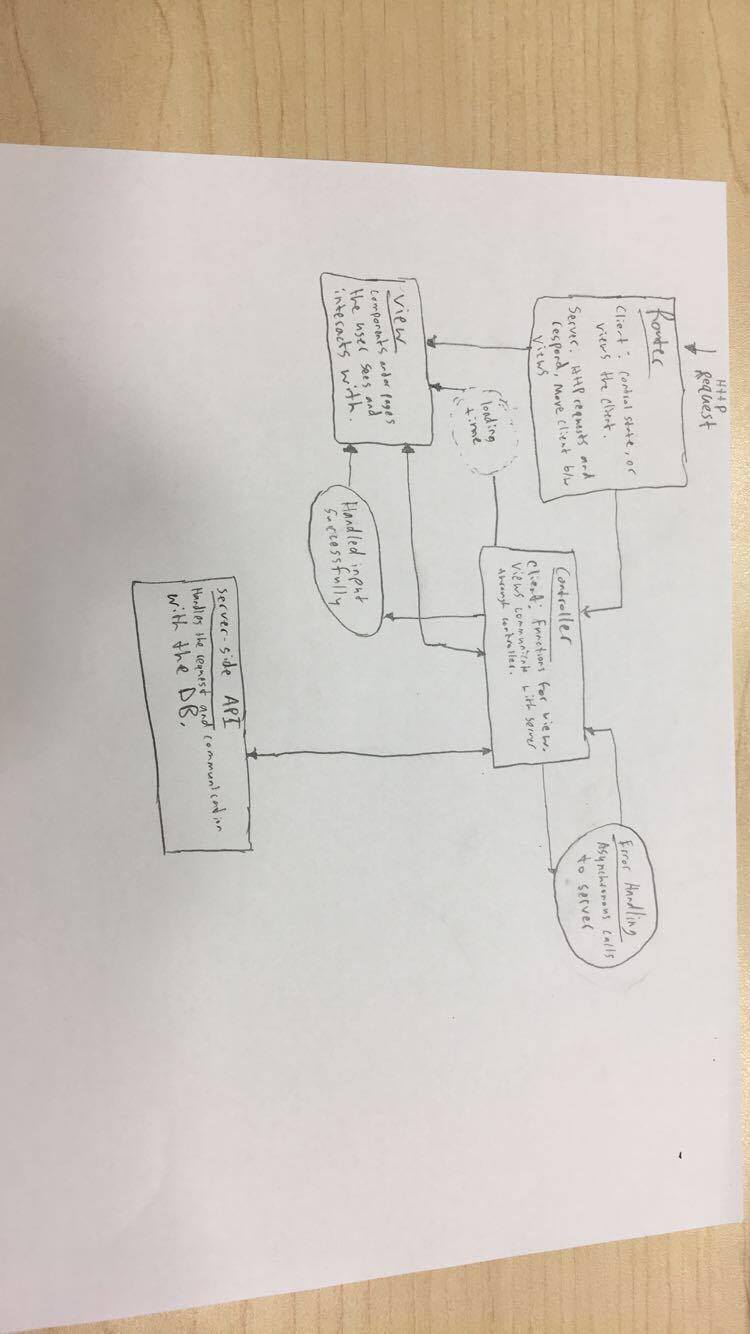 HTTP
Request
Router
Client: Control state, or
views the client.
Server: HTTP requests and
respond, Move client b/w
views
Error Handling
Asynchronous calls
to server
Controller
Client: Functions for view.
Views communicate with server
through controller.
loading
time
View
Components and/or pages
the user sees and
interacts with.
Handled input
successfully
Server-side API
Handles the request and communication
with the DB.